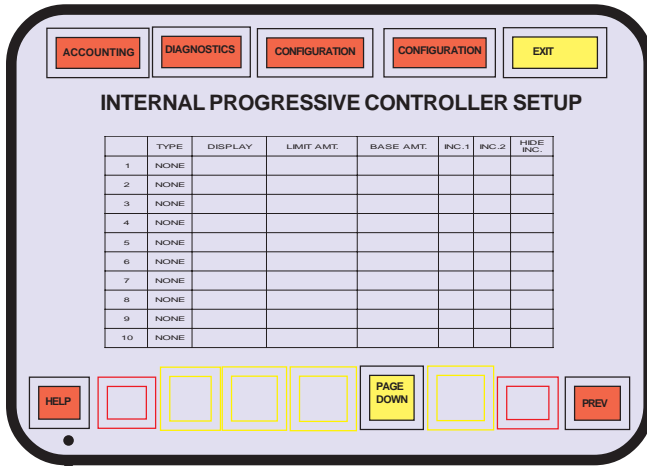 ACCOUNTING DIAGNOSTICS CONFIGURATION CONFIGURATION EXIT
INTERNAL PROGRESSIVE CONTROLLER SETUP
TYPE DISPLAY LIMIT AMT. BASE AMT. INC.1 INC.2 HIDE INC.
1 NONE
2 NONE
3 NONE
4 NONE
5 NONE
6 NONE
7 NONE
8 NONE
9 NONE
10 NONE
HELP PAGE DOWN PREV